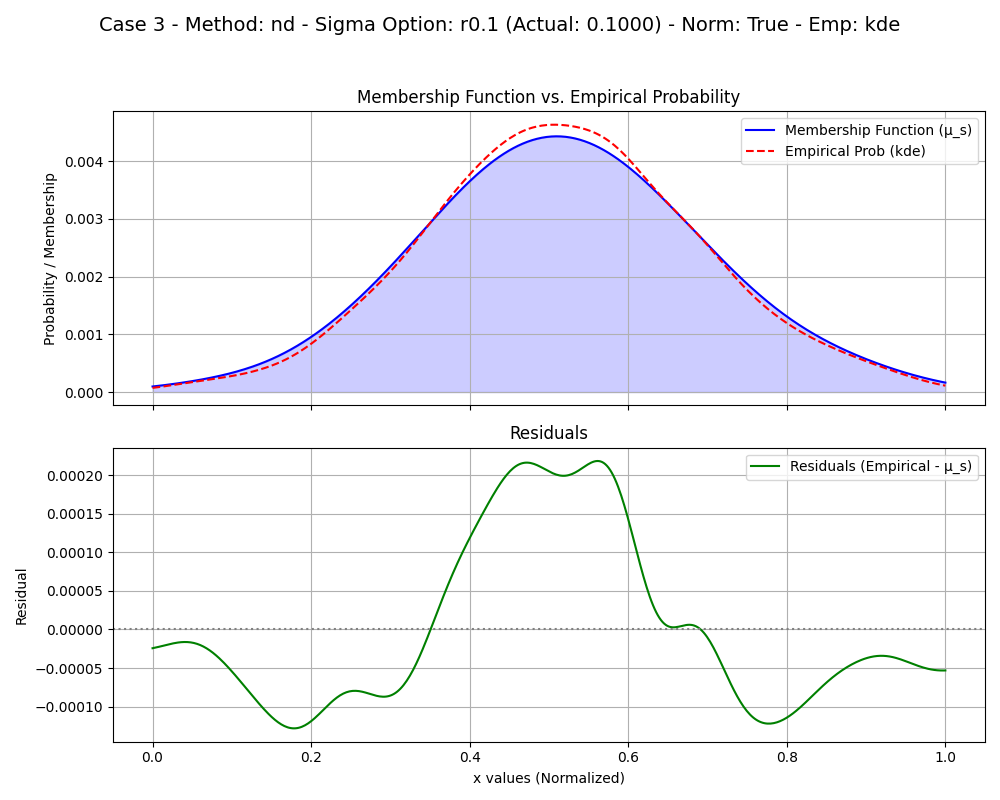 Case 3 - Method: nd - Sigma Option: r0.1 (Actual: 0.1000) - Norm: True - Emp: kde
Membership Function vs. Empirical Probability
Probability / Membership
0.004
0.003
0.002
0.001
0.000
Membership Function (μ_s)
Empirical Prob (kde)
Residuals
Residual
0.00020
0.00015
0.00010
0.00005
0.00000
−0.00005
−0.00010
Residuals (Empirical - μ_s)
0.0 0.2 0.4 0.6 0.8 1.0
x values (Normalized)